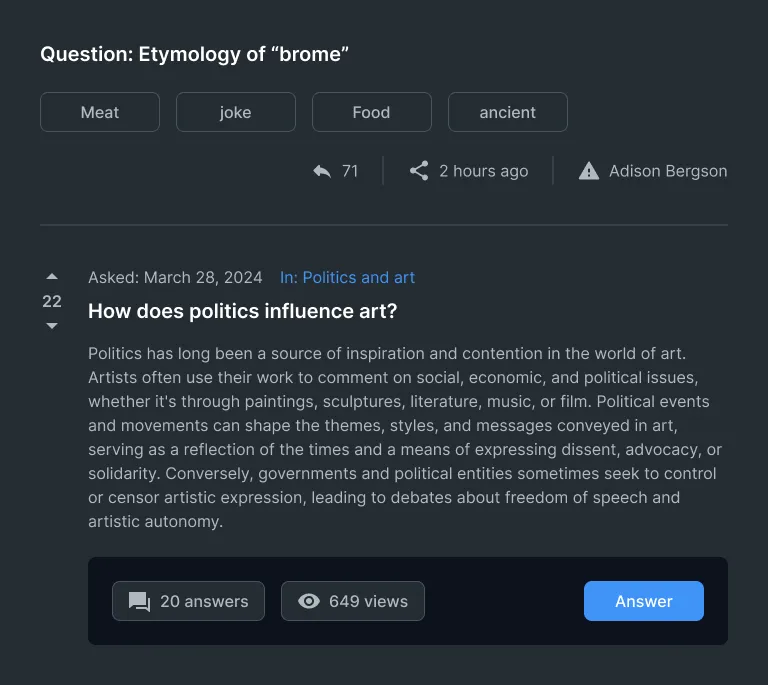 Question: Etymology of “brome”
Meat joke Food ancient
71 2 hours ago Adison Bergson
Asked: March 28, 2024 In: Politics and art
22
How does politics influence art?
Politics has long been a source of inspiration and contention in the world of art.
Artists often use their work to comment on social, economic, and political issues,
whether it's through paintings, sculptures, literature, music, or film. Political events
and movements can shape the themes, styles, and messages conveyed in art,
serving as a reflection of the times and a means of expressing dissent, advocacy, or
solidarity. Conversely, governments and political entities sometimes seek to control
or censor artistic expression, leading to debates about freedom of speech and
artistic autonomy.
20 answers 649 views Answer